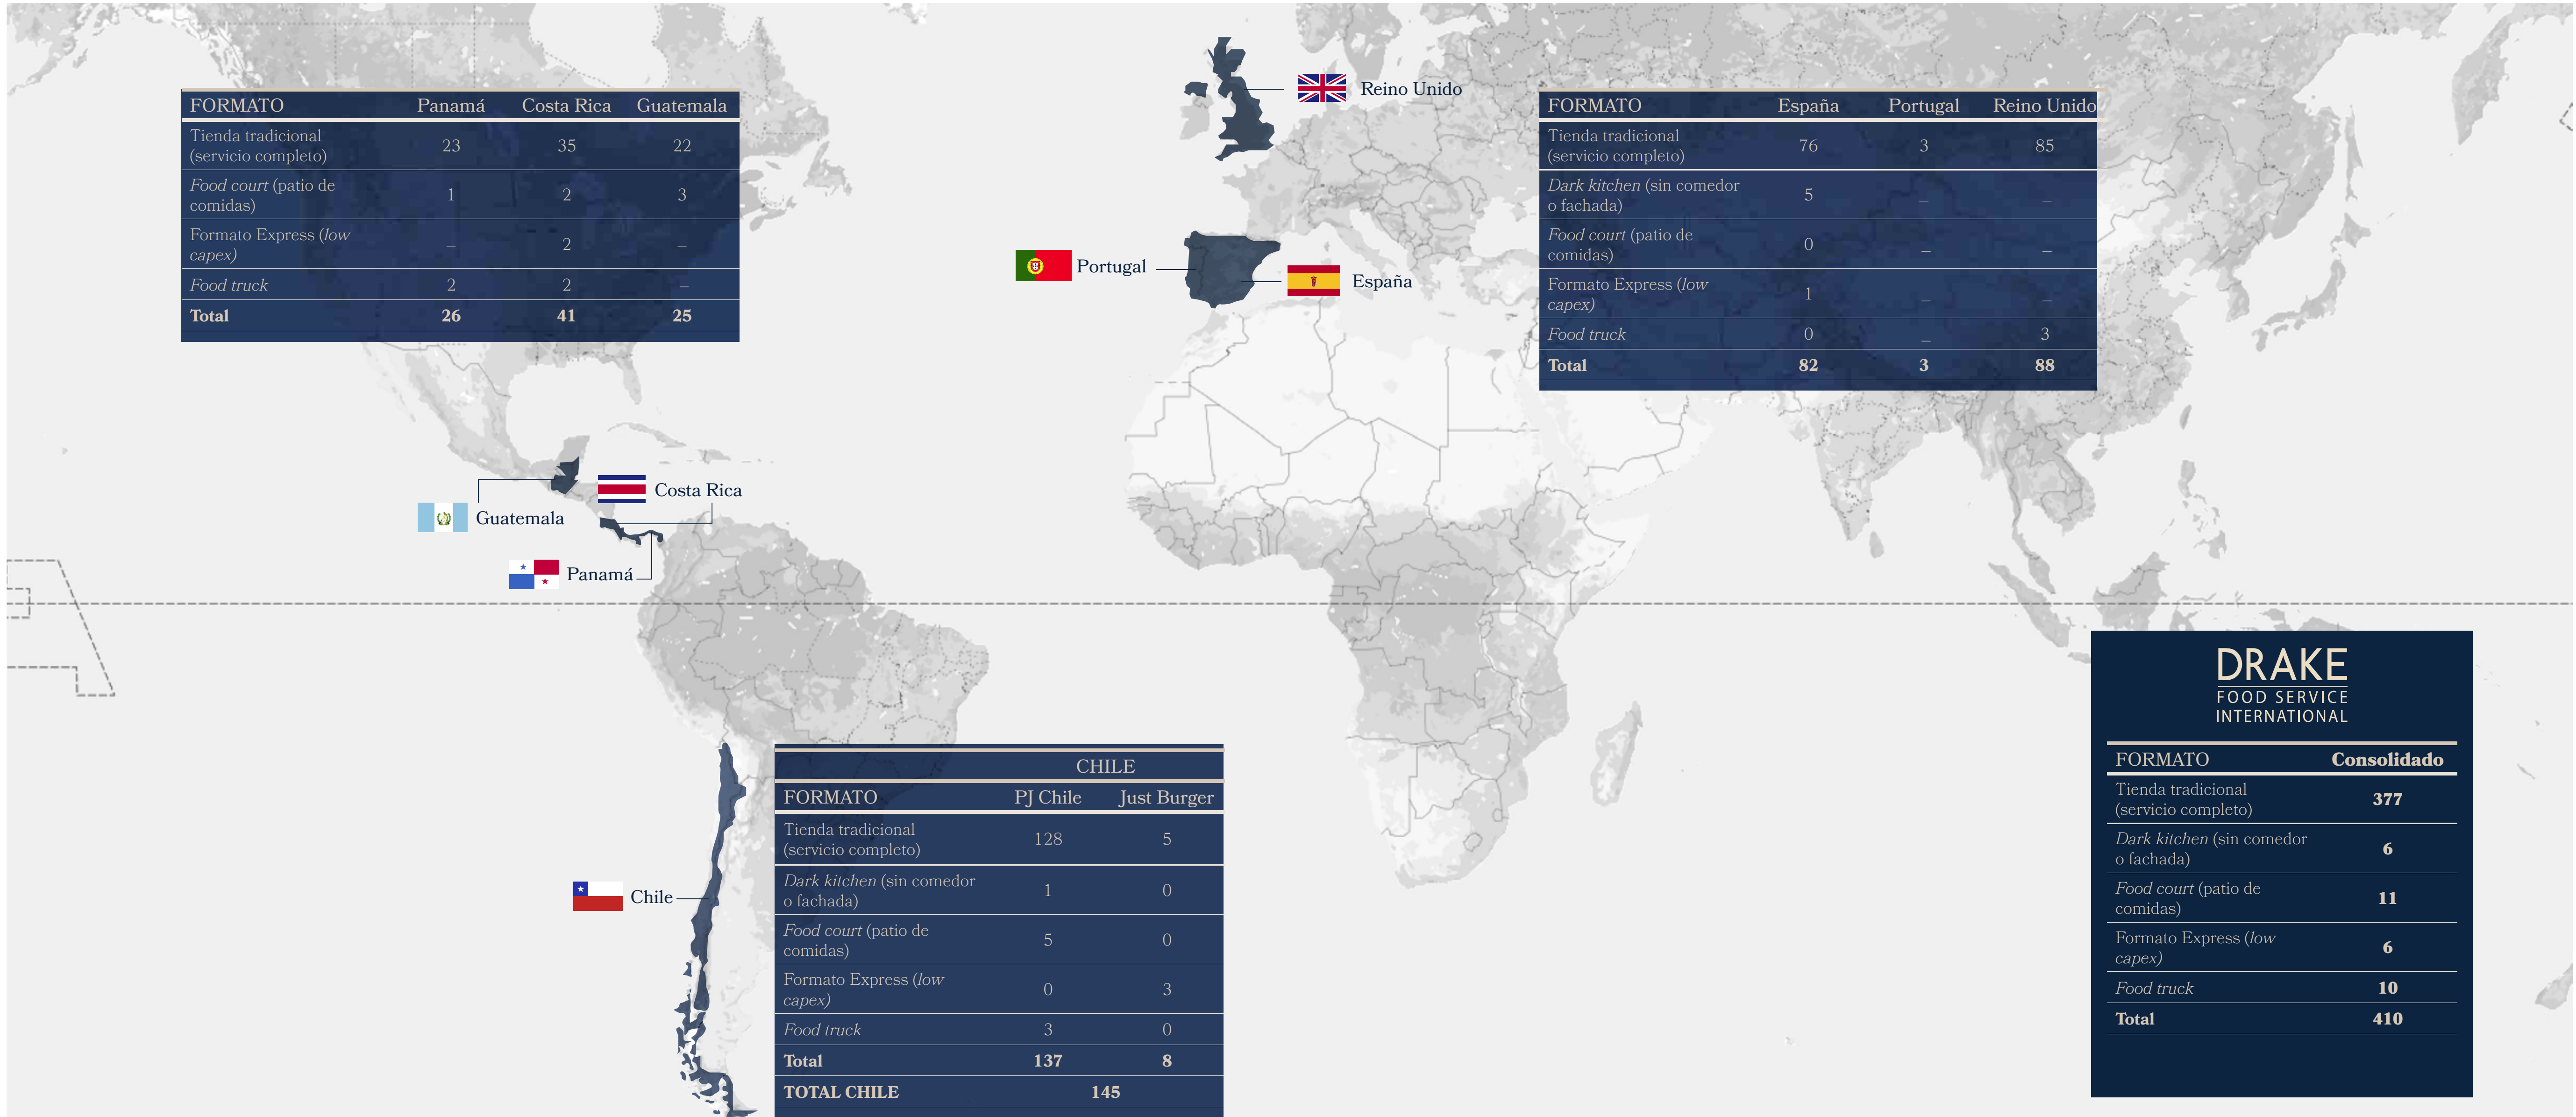 Reino Unido
FORMATO Panamá Costa Rica Guatemala
Tienda tradicional
(servicio completo) 23 35 22
Food court (patio de
comidas) 1 2 3
Formato Express (low
capex) – 2 –
Food truck 2 2 –
Total 26 41 25
FORMATO España Portugal Reino Unido
Tienda tradicional
(servicio completo) 76 3 85
Dark kitchen (sin comedor
o fachada) 5 _ _
Food court (patio de
comidas) 0 _ _
Formato Express (low
capex) 1 _ _
Food truck 0 _ 3
Total 82 3 88
Portugal
España
Costa Rica
Guatemala
Panamá
Chile
CHILE
FORMATO PJ Chile Just Burger
Tienda tradicional
(servicio completo) 128 5
Dark kitchen (sin comedor
o fachada) 1 0
Food court (patio de
comidas) 5 0
Formato Express (low
capex) 0 3
Food truck 3 0
Total 137 8
TOTAL CHILE 145
DRAKE
FOOD SERVICE
INTERNATIONAL
FORMATO Consolidado
Tienda tradicional
(servicio completo) 377
Dark kitchen (sin comedor
o fachada) 6
Food court (patio de
comidas) 11
Formato Express (low
capex) 6
Food truck 10
Total 410